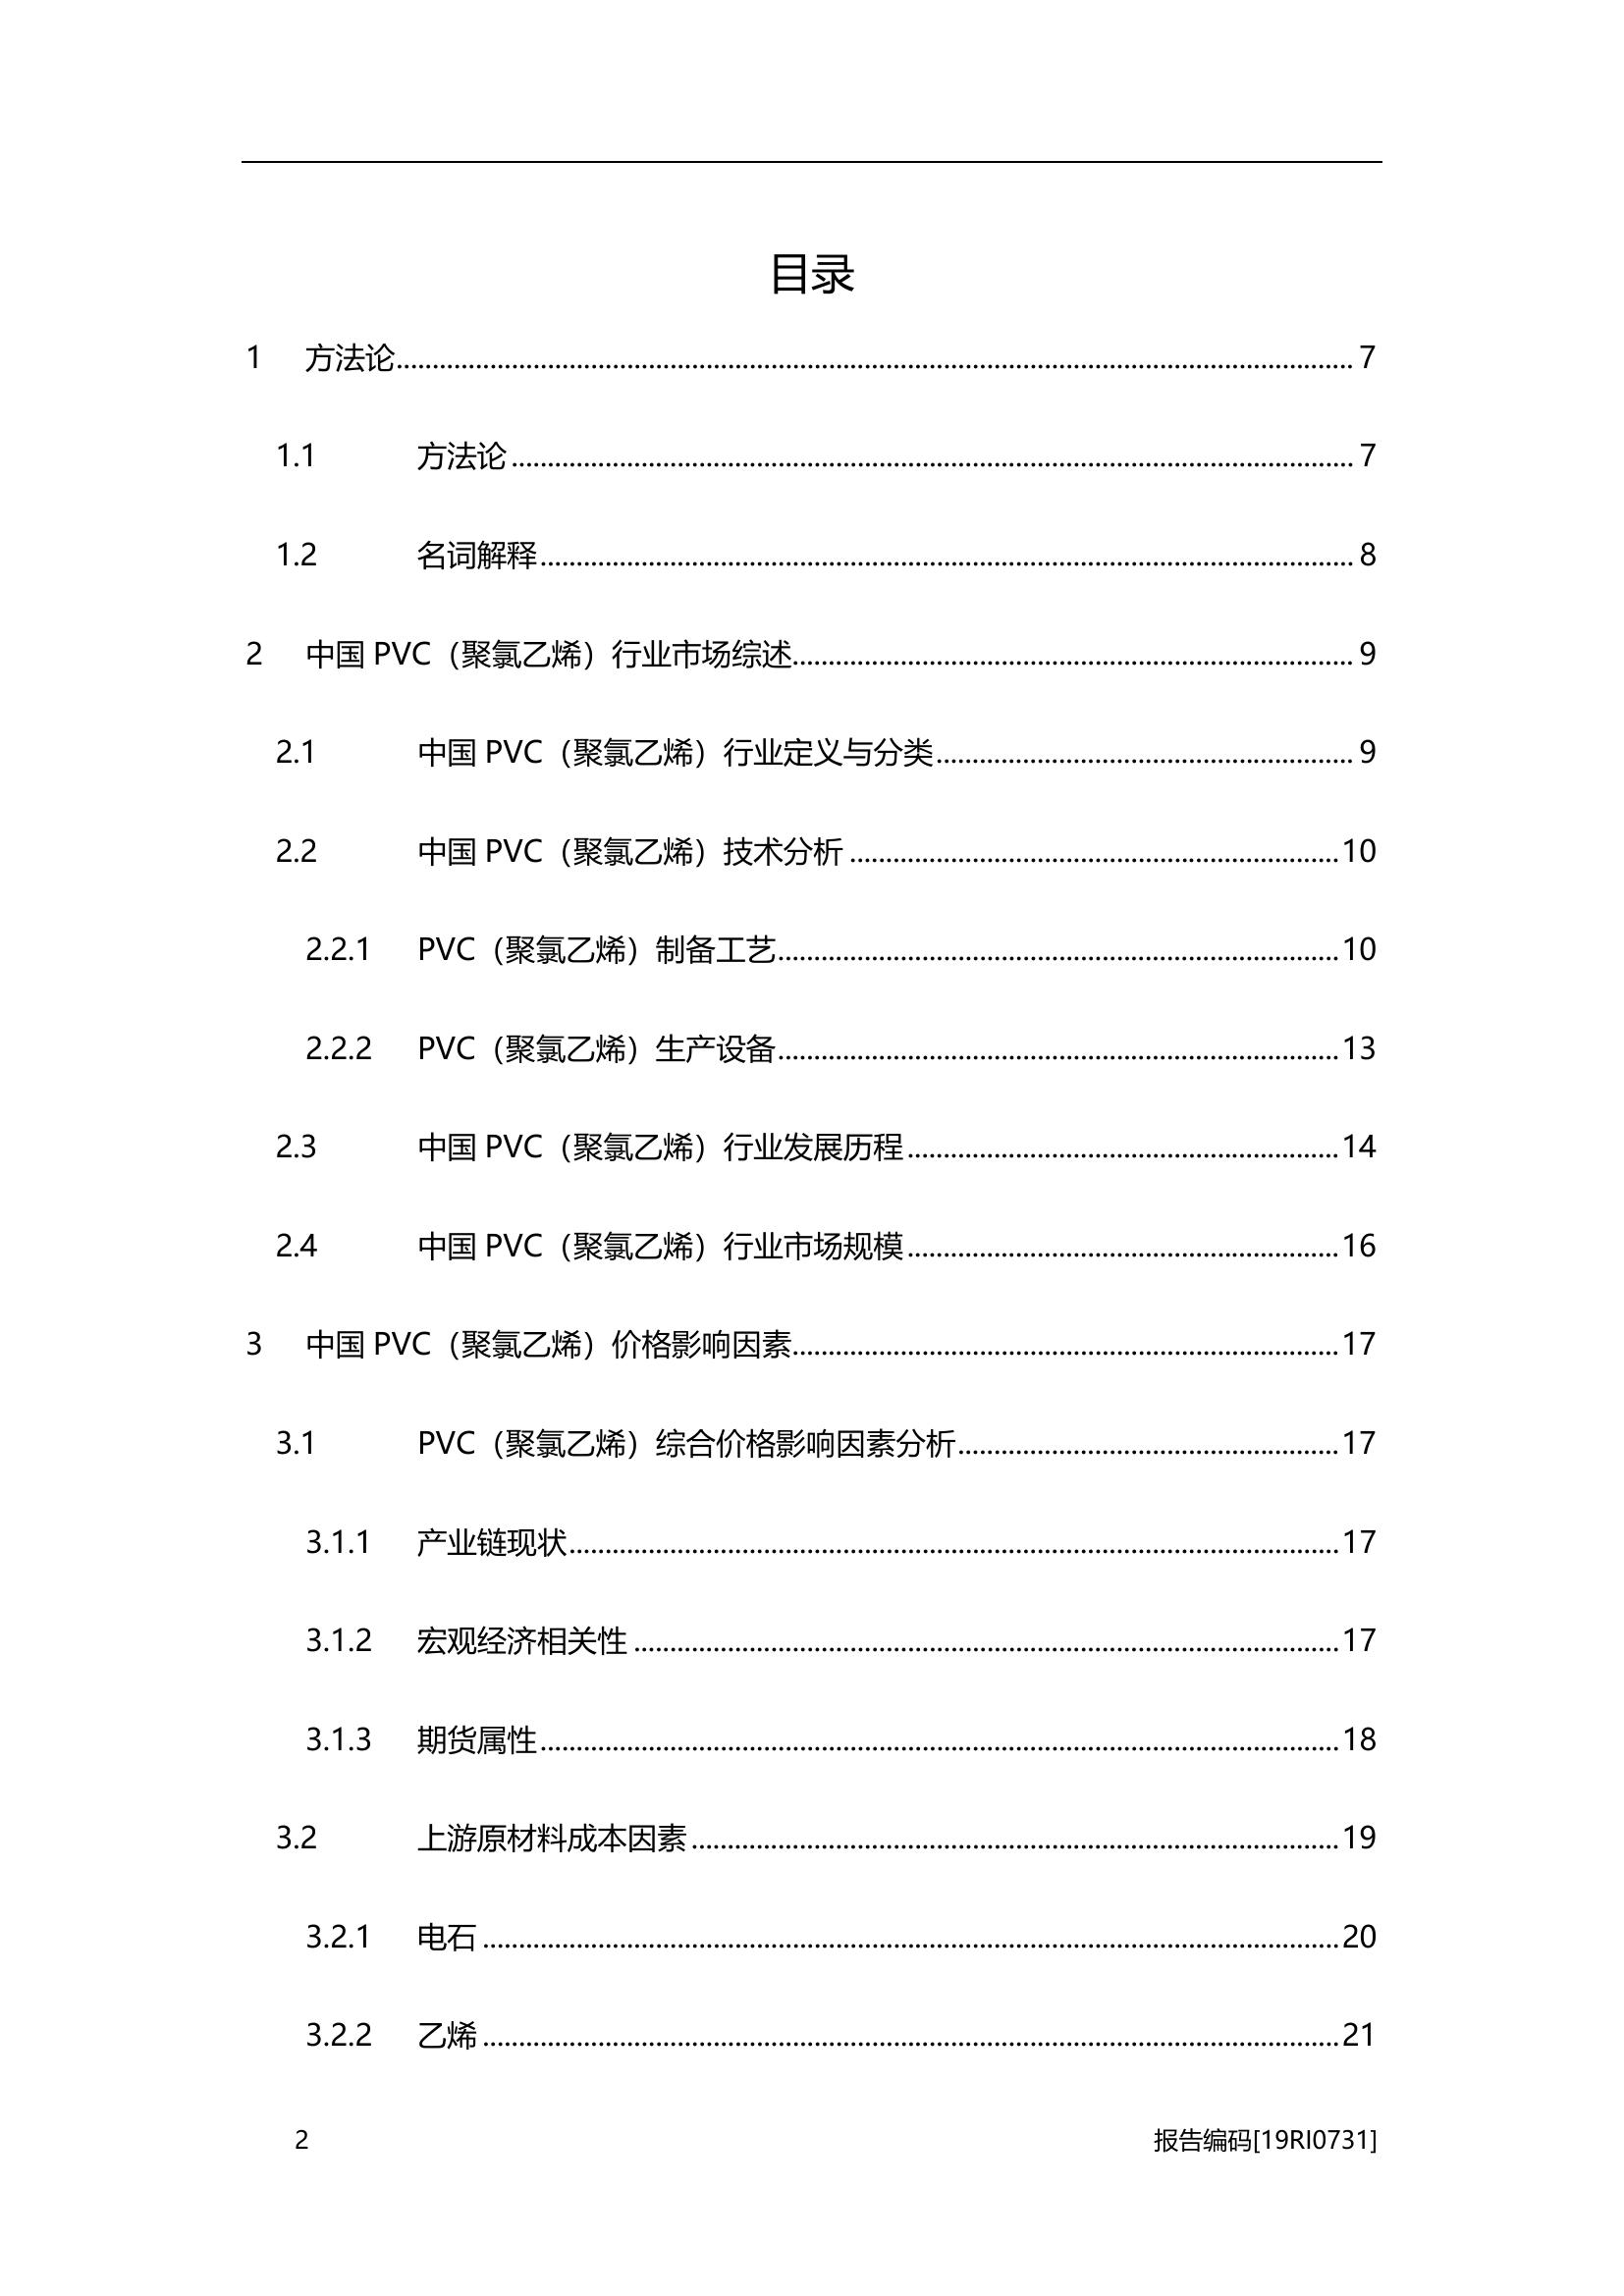 目录
1 方法论 7
1.1 方法论 7
1.2 名词解释 8
2 中国 PVC（聚氯乙烯）行业市场综述 9
2.1 中国 PVC（聚氯乙烯）行业定义与分类 9
2.2 中国 PVC（聚氯乙烯）技术分析 10
2.2.1 PVC（聚氯乙烯）制备工艺 10
2.2.2 PVC（聚氯乙烯）生产设备 13
2.3 中国 PVC（聚氯乙烯）行业发展历程 14
2.4 中国 PVC（聚氯乙烯）行业市场规模 16
3 中国 PVC（聚氯乙烯）价格影响因素 17
3.1 PVC（聚氯乙烯）综合价格影响因素分析 17
3.1.1 产业链现状 17
3.1.2 宏观经济相关性 17
3.1.3 期货属性 18
3.2 上游原材料成本因素 19
3.2.1 电石 20
3.2.2 乙烯 21
2 报告编码[19RI0731]